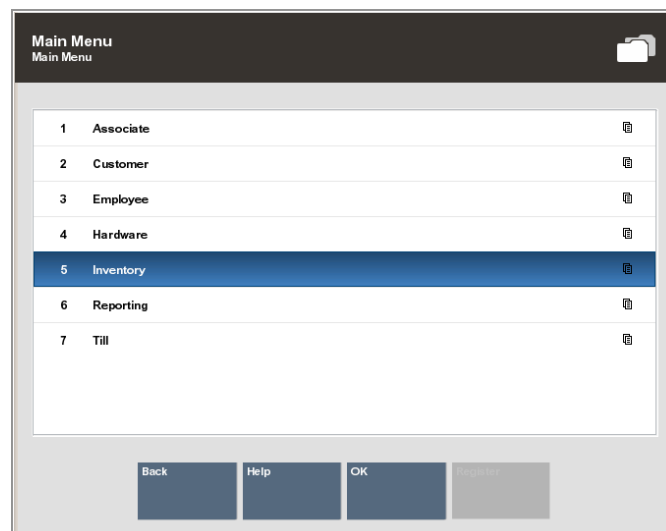 Main Menu
Main Menu
1 Associate
2 Customer
3 Employee
4 Hardware
5 Inventory
6 Reporting
7 Till
Back Help OK Register